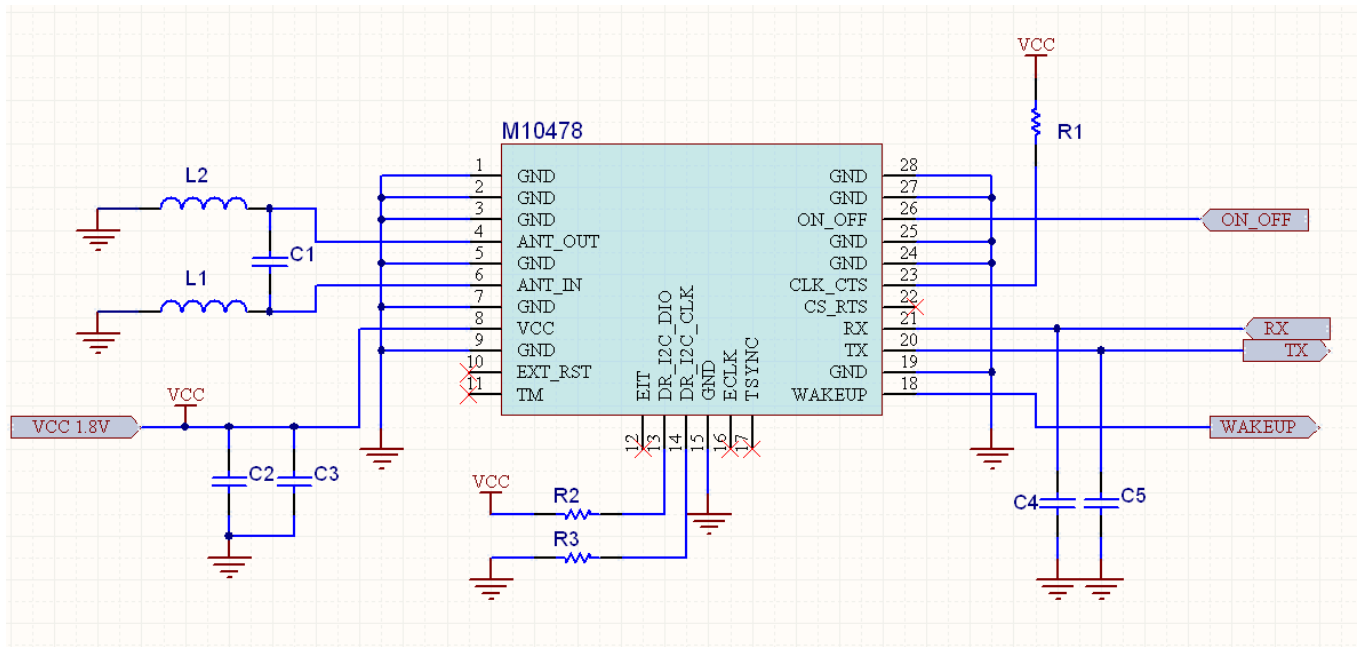 VCC
R1
M10478
1 GND
2 GND
3 GND
4 ANT_OUT
5 GND
6 ANT_IN
7 GND
8 VCC
9 GND
10 EXT_RST
11 TM
GND 28
GND 27
ON_OFF 26
GND 25
GND 24
CLK_CTS 23
CS_RTS 22
RX 21
TX 20
GND 19
WAKEUP 18
EIT 12
DR_I2C_DIO 13
DR_I2C_CLK 14
GND 15
ECLK 16
TSYNC 17
L2
C1
L1
ON_OFF
RX
TX
WAKEUP
VCC
VCC 1.8V
C2 C3
VCC
R2
R3
C4 C5